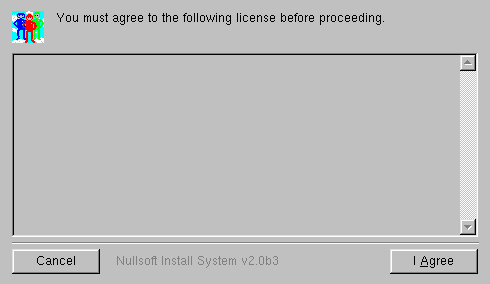 You must agree to the following license before proceeding.
Cancel
Nullsoft Install System v2.0b3
I Agree